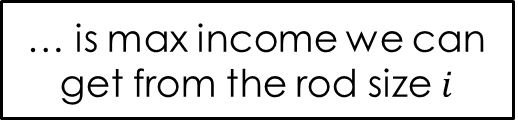 … is max income we can
get from the rod size i